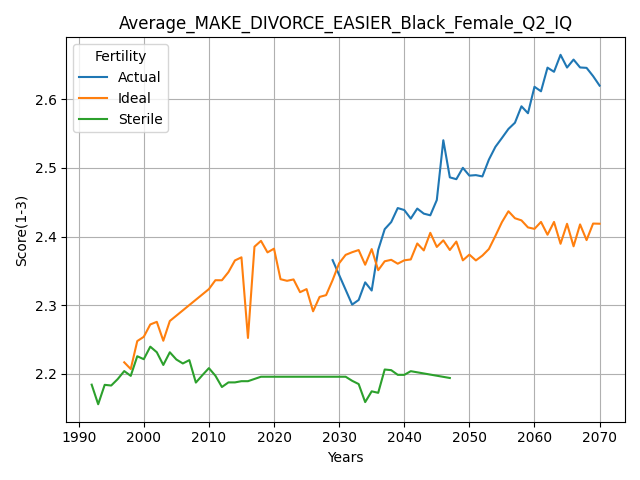 Average_MAKE_DIVORCE_EASIER_Black_Female_Q2_IQ
Fertility
Actual
Ideal
Sterile
Score(1-3)
2.6
2.5
2.4
2.3
2.2
1990 2000 2010 2020 2030 2040 2050 2060 2070
Years